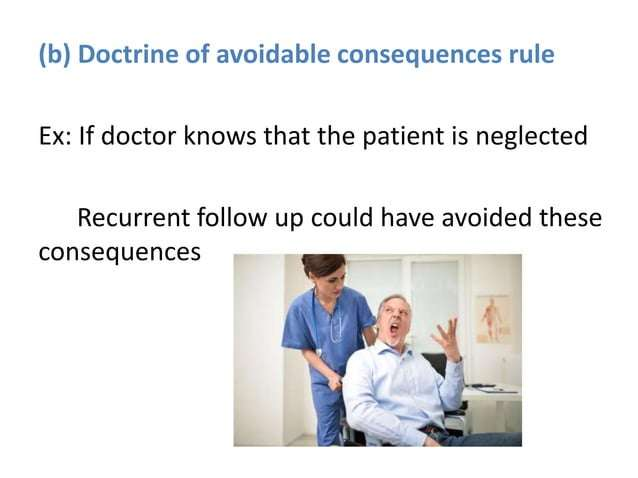 (b) Doctrine of avoidable consequences rule
Ex: If doctor knows that the patient is neglected
Recurrent follow up could have avoided these
consequences